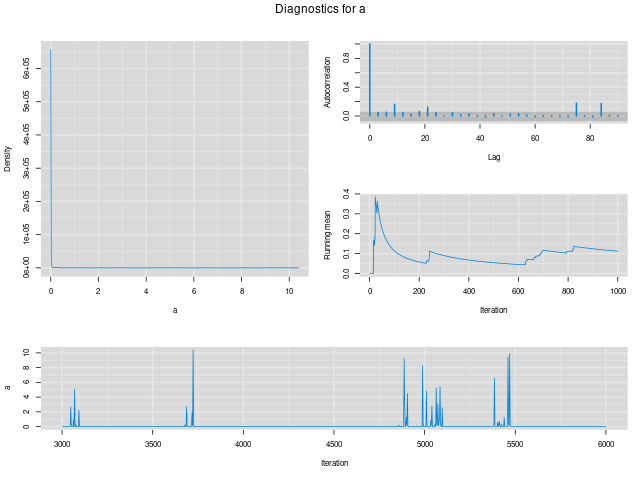 Diagnostics for a
Density
0e+00 1e+05 2e+05 3e+05 4e+05 5e+05 6e+05
0 2 4 6 8 10
a
Autocorrelation
0.0 0.4 0.8
0 20 40 60 80
Lag
Running mean
0.0 0.1 0.2 0.3 0.4
0 200 400 600 800 1000
Iteration
a
0 2 4 6 8 10
3000 3500 4000 4500 5000 5500 6000
Iteration